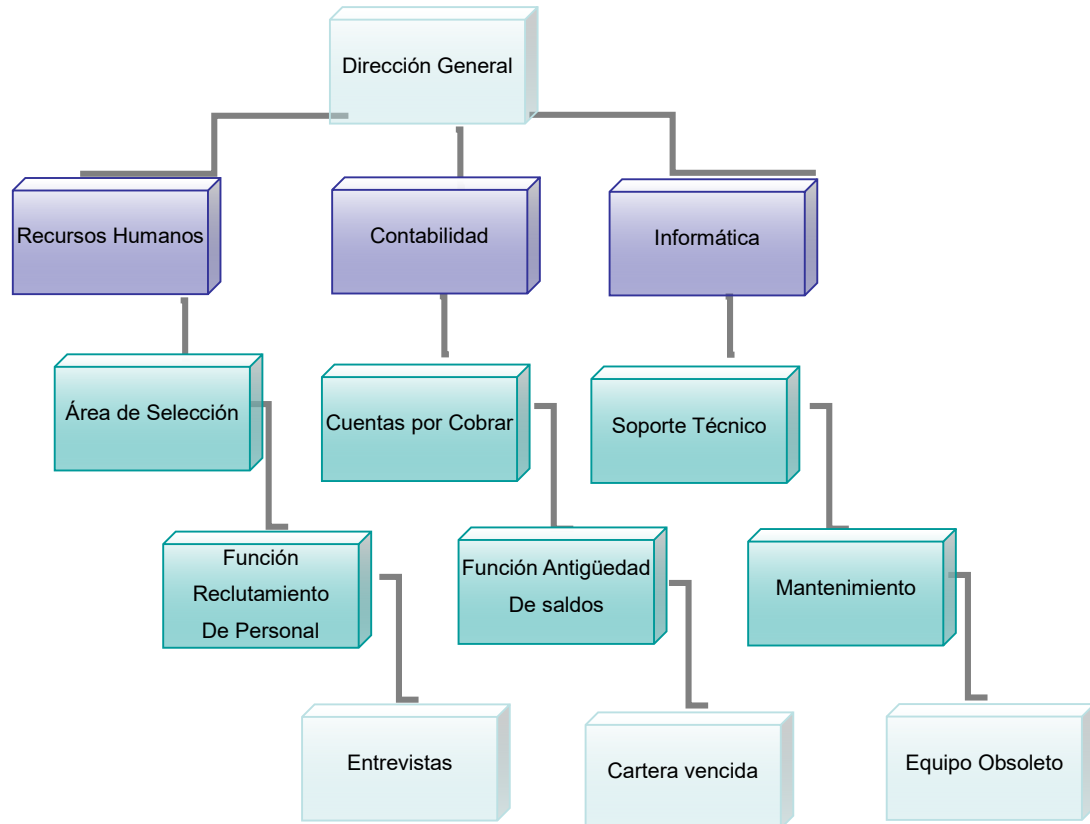 Dirección General
Recursos Humanos
Contabilidad
Informática
Área de Selección
Cuentas por Cobrar
Soporte Técnico
Función
Reclutamiento
De Personal
Función Antigüedad
De saldos
Mantenimiento
Entrevistas
Cartera vencida
Equipo Obsoleto